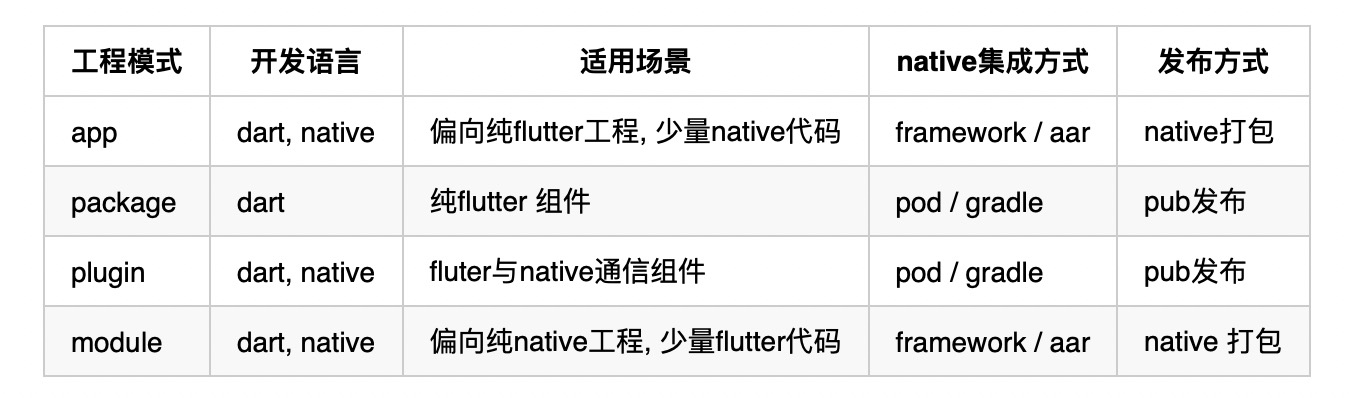 工程模式 开发语言 适用场景 native集成方式 发布方式
app dart, native 偏向纯flutter工程, 少量native代码 framework / aar native打包
package dart 纯flutter 组件 pod / gradle pub发布
plugin dart, native fluter与native通信组件 pod / gradle pub发布
module dart, native 偏向纯native工程, 少量flutter代码 framework / aar native 打包